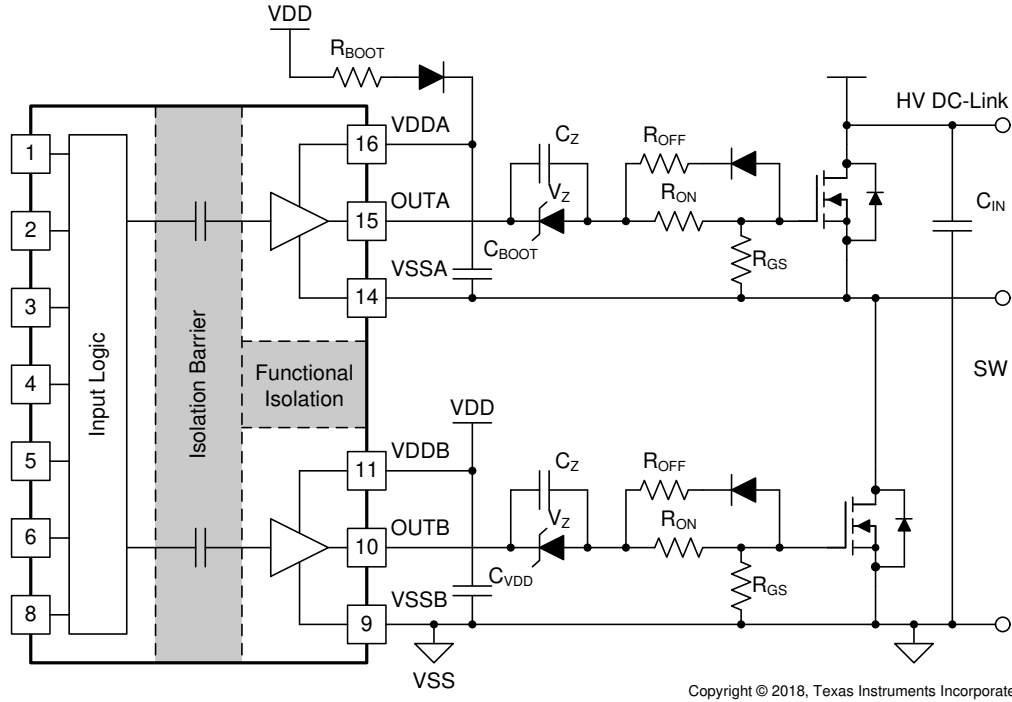 VDD
RBOOT
HV DC-Link
1
2
3
4
5
6
8
Input Logic
Isolation Barrier
Functional
Isolation
16
VDDA
15
OUTA
14
VSSA
CBOOT
CZ
VZ
ROFF
RON
RGS
CIN
SW
VDD
11
VDDB
10
OUTB
9
VSSB
CVDD
CZ
VZ
ROFF
RON
RGS
VSS
Copyright © 2018, Texas Instruments Incorporate